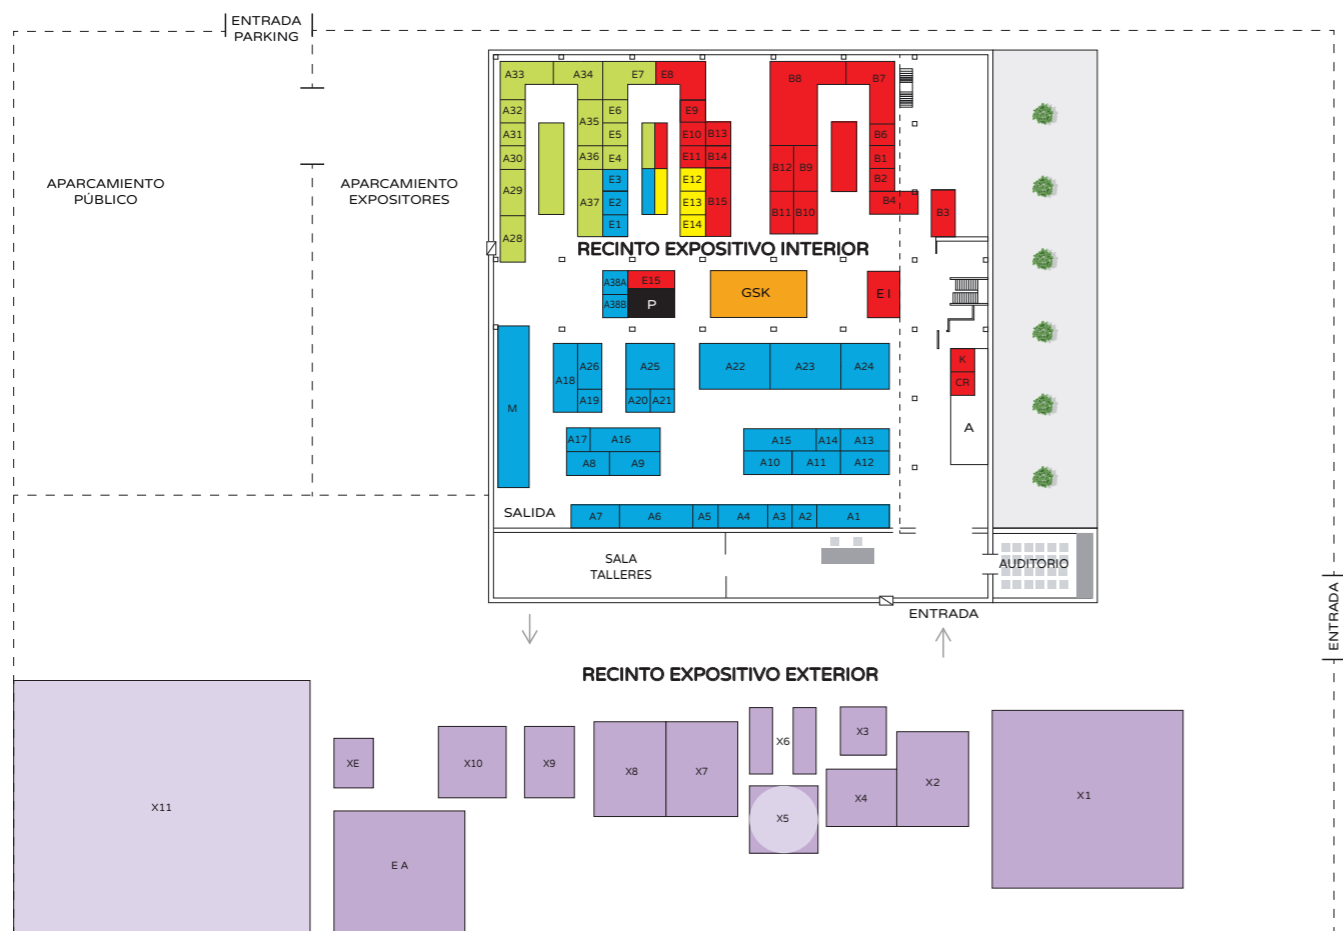 ENTRADA
PARKING
APARCAMIENTO
PÚBLICO
APARCAMIENTO
EXPOSITORES
A33
A34
E7
E8
B8
B7
A32
E6
E9
A31
A35
E5
E10
B13
B6
A30
A36
E4
E11
B14
B12
B9
B1
A29
E3
E12
B2
A37
E2
E13
B15
B4
B3
A28
E1
E14
B11
B10
RECINTO EXPOSITIVO INTERIOR
A38A
E15
A38B
P
GSK
E I
M
A18
A26
A25
A22
A23
A24
K
A19
A20
A21
CR
A
A17
A16
A15
A14
A13
A8
A9
A10
A11
A12
SALIDA
A7
A6
A5
A4
A3
A2
A1
SALA
TALLERES
AUDITORIO
ENTRADA
ENTRADA
RECINTO EXPOSITIVO EXTERIOR
X11
XE
X10
X9
X8
X7
X6
X3
X2
X1
X4
X5
E A